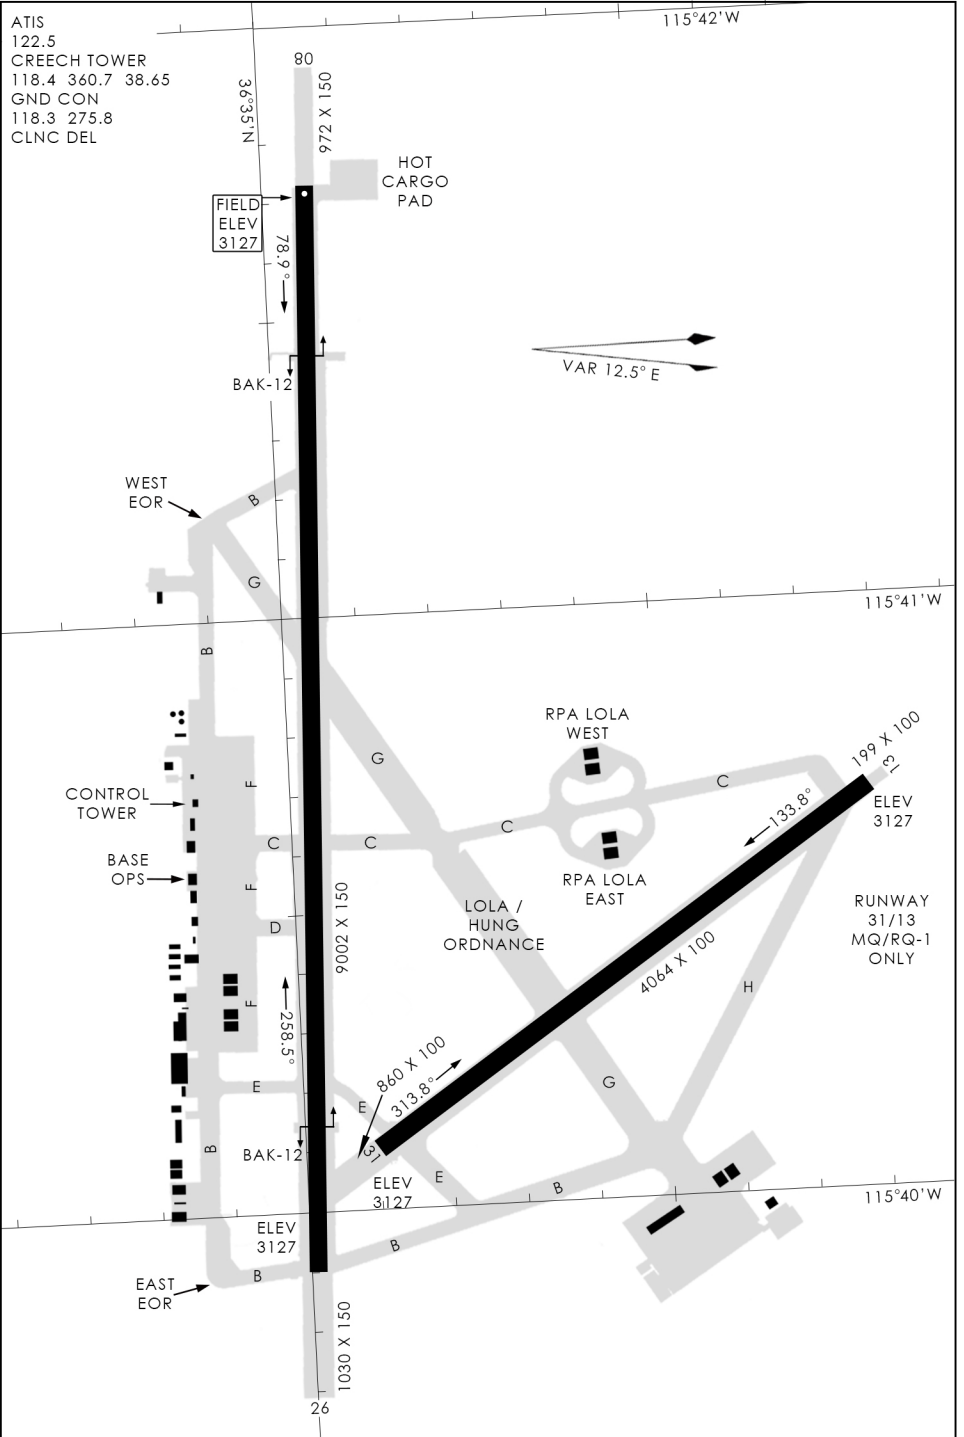 ATIS
122.5
CREECH TOWER
118.4 360.7 38.65
GND CON
118.3 275.8
CLNC DEL
115°42'W
36°35'N
08
972 X 150
HOT
CARGO
PAD
FIELD
ELEV
3127
78.9°
VAR 12.5° E
BAK-12
WEST
EOR
B
G
115°41'W
B
RPA LOLA
WEST
199 X 100
13
G
C
F
CONTROL
TOWER
133.8°
ELEV
3127
C
C
C
BASE
OPS
F
RPA LOLA
EAST
9002 X 150
LOLA /
HUNG
ORDNANCE
RUNWAY
31/13
MQ/RQ-1
ONLY
D
4064 X 100
H
F
258.5°
860 X 100
313.8°
E
E
G
B
BAK-12
31
E
ELEV
3127
B
115°40'W
ELEV
3127
B
B
EAST
EOR
1030 X 150
26